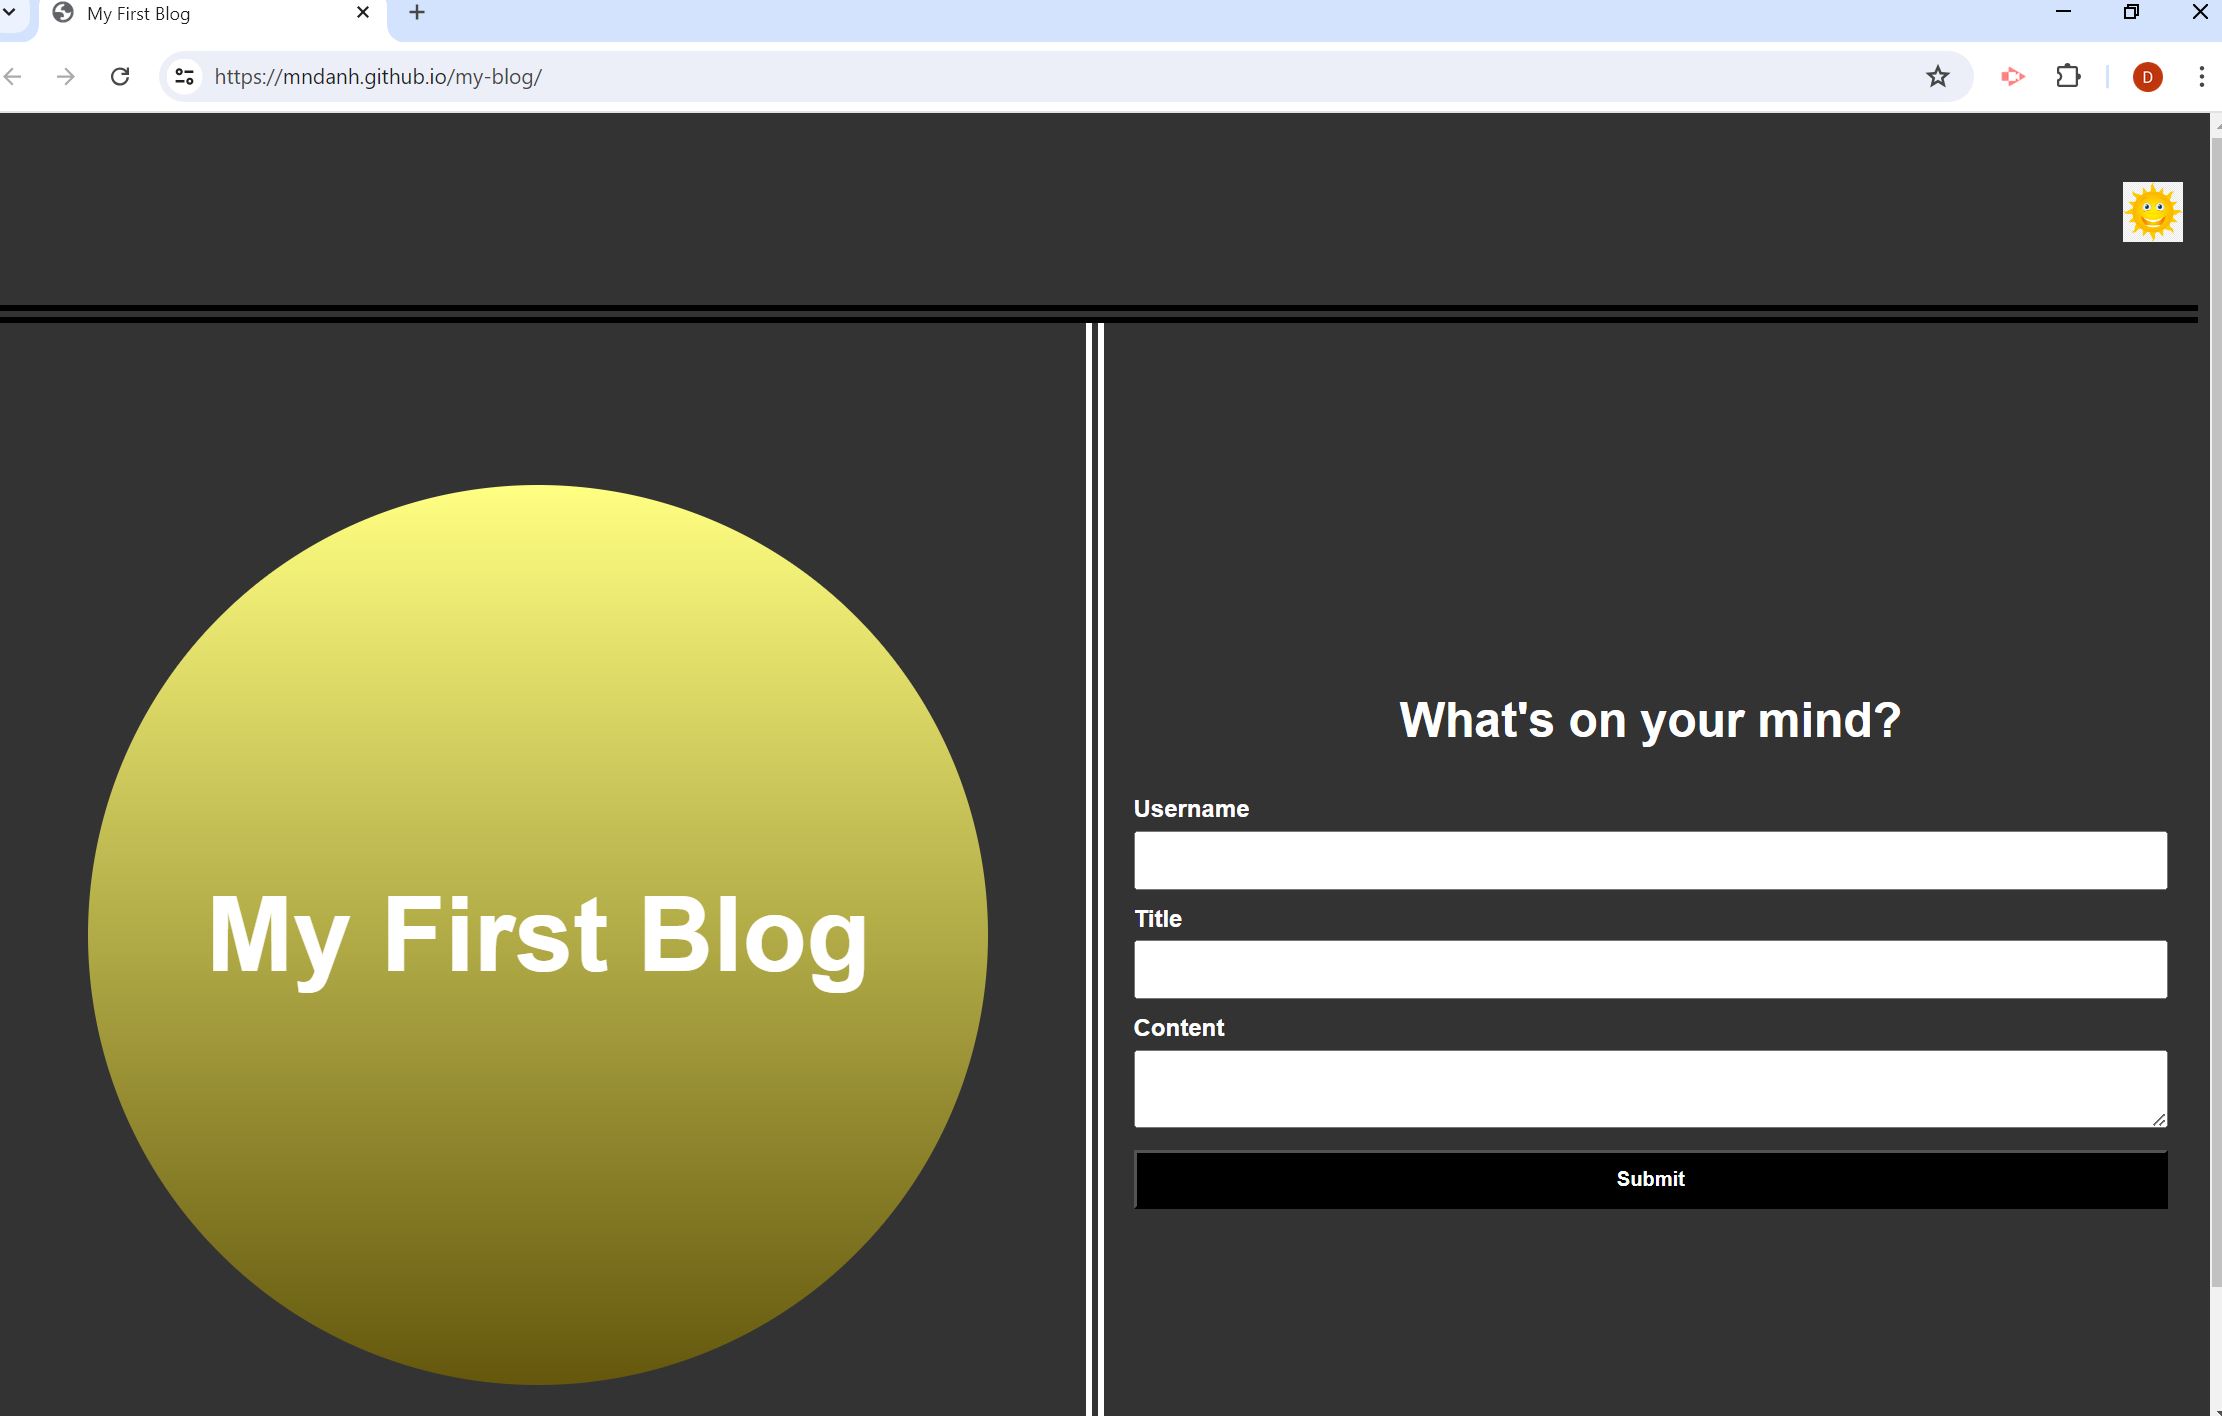 My First Blog
https://mndanh.github.io/my-blog/
D
What's on your mind?
Username
My First Blog
Title
Content
Submit